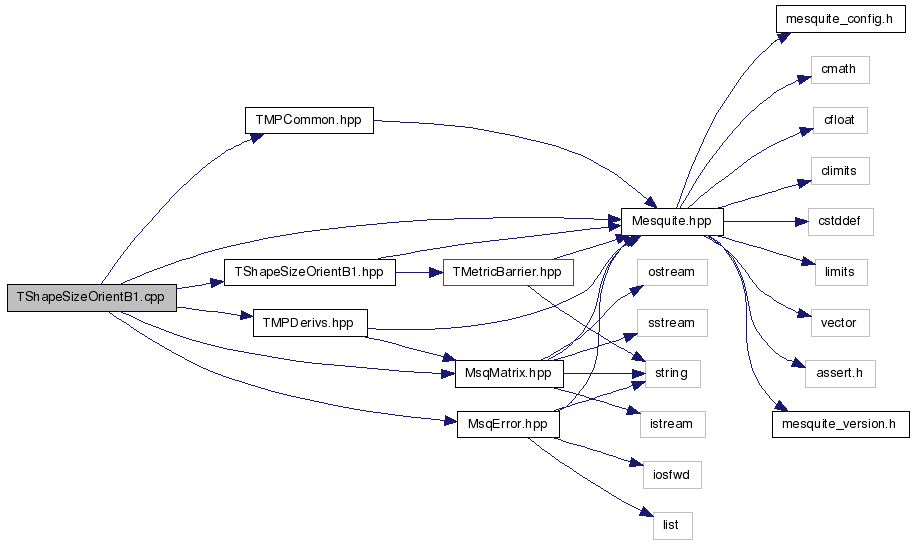 mesquite_config.h
cmath
TMPCommon.hpp
cfloat
climits
Mesquite.hpp
cstddef
TShapeSizeOrientB1.hpp
TMetricBarrier.hpp
ostream
limits
TShapeSizeOrientB1.cpp
TMPDerivs.hpp
sstream
vector
MsqMatrix.hpp
string
assert.h
MsqError.hpp
istream
mesquite_version.h
iosfwd
list